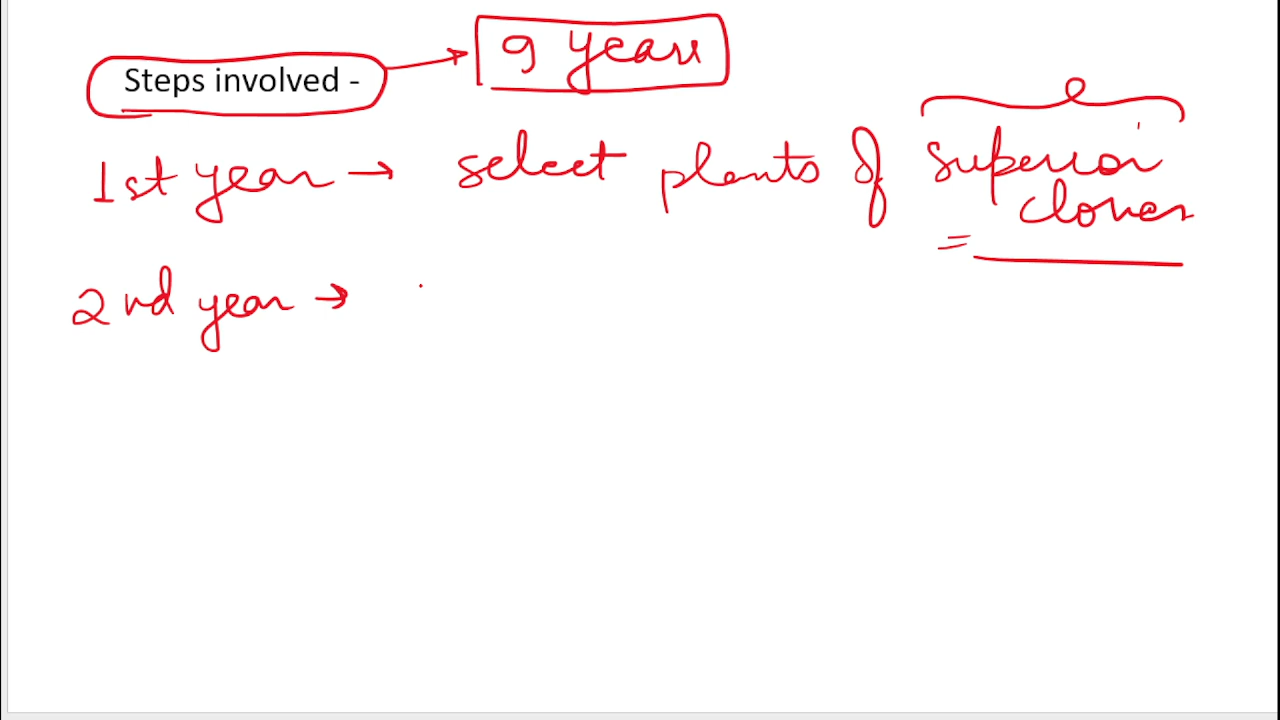 Steps involved - → 9 years
1st year → select plants of superior
clones
=
2nd year →